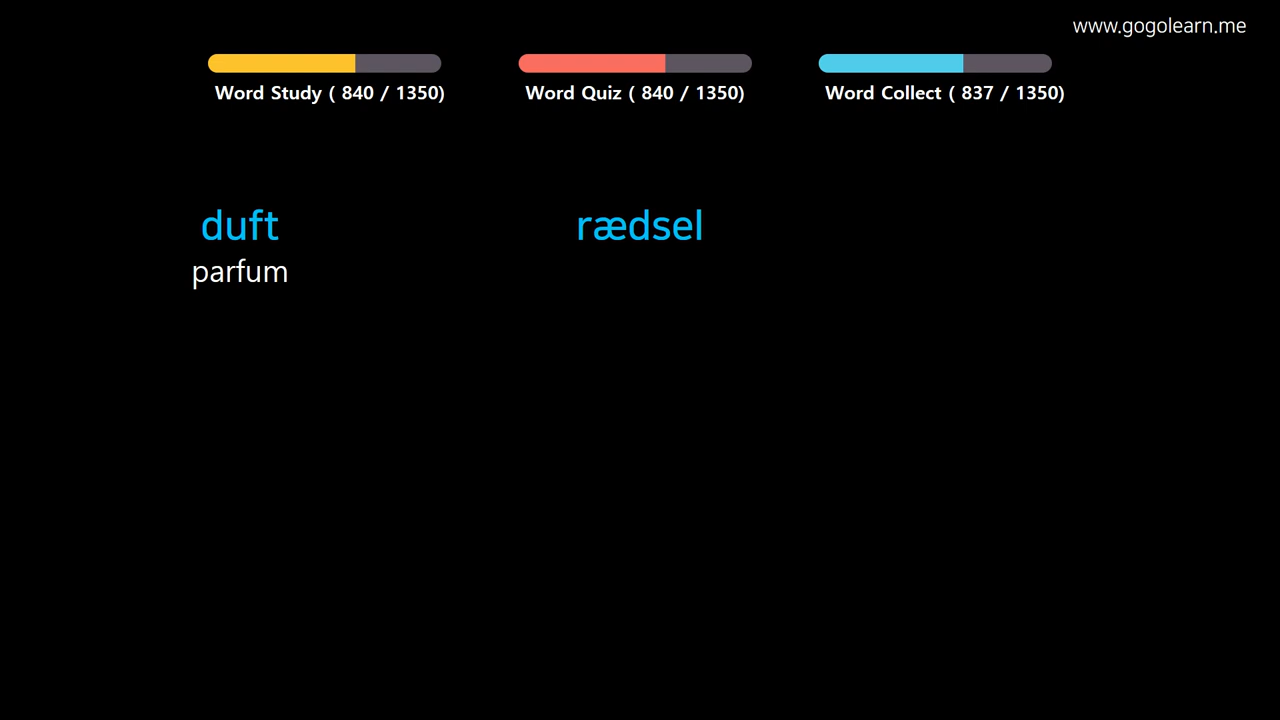 www.gogolearn.me
Word Study ( 840 / 1350)
Word Quiz ( 840 / 1350)
Word Collect ( 837 / 1350)
duft
parfum
rædsel